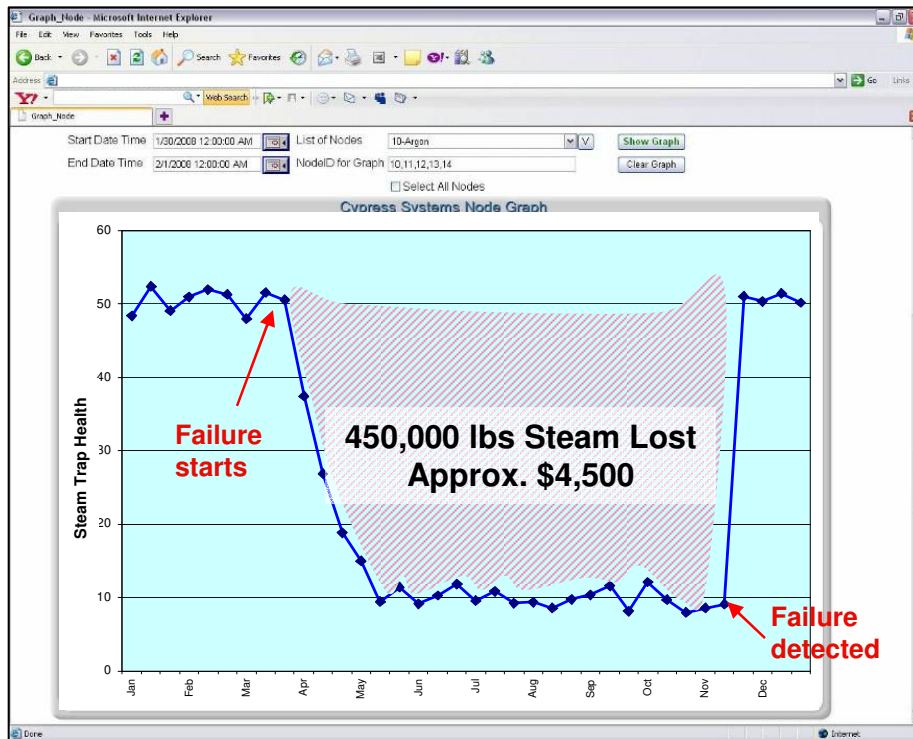 Graph_Node - Microsoft Internet Explorer
File Edit View Favorites Tools Help
Back Search Favorites
Address Go Links
Y! Web Search
Graph_Node
Start Date Time 1/30/2008 12:00:00 AM List of Nodes 10-Argon V Show Graph
End Date Time 2/1/2008 12:00:00 AM NodeID for Graph 10,11,12,13,14 Clear Graph
Select All Nodes
Cypress Systems Node Graph
60
50
40
30
20
10
0
Steam Trap Health
Failure
starts
450,000 lbs Steam Lost
Approx. $4,500
Failure
detected
Jan Feb Mar Apr May Jun Jul Aug Sep Oct Nov Dec
Done Internet